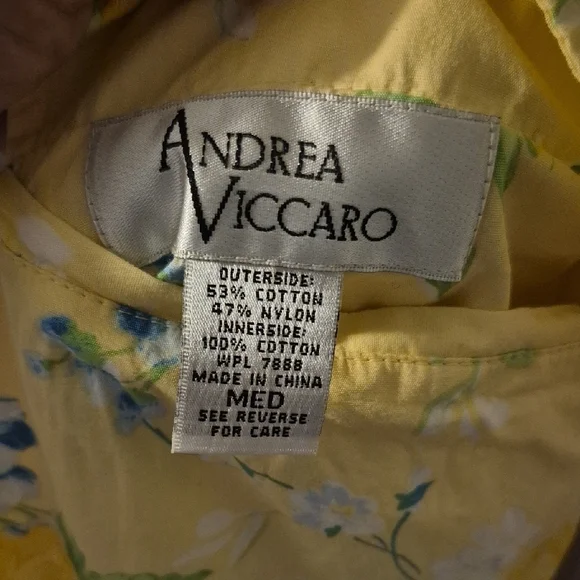 ANDREA
VICCARO
OUTERSIDE:
53% COTTON
47% NYLON
INNERSIDE:
100% COTTON
WPL 7888
MADE IN CHINA
MED
SEE REVERSE
FOR CARE